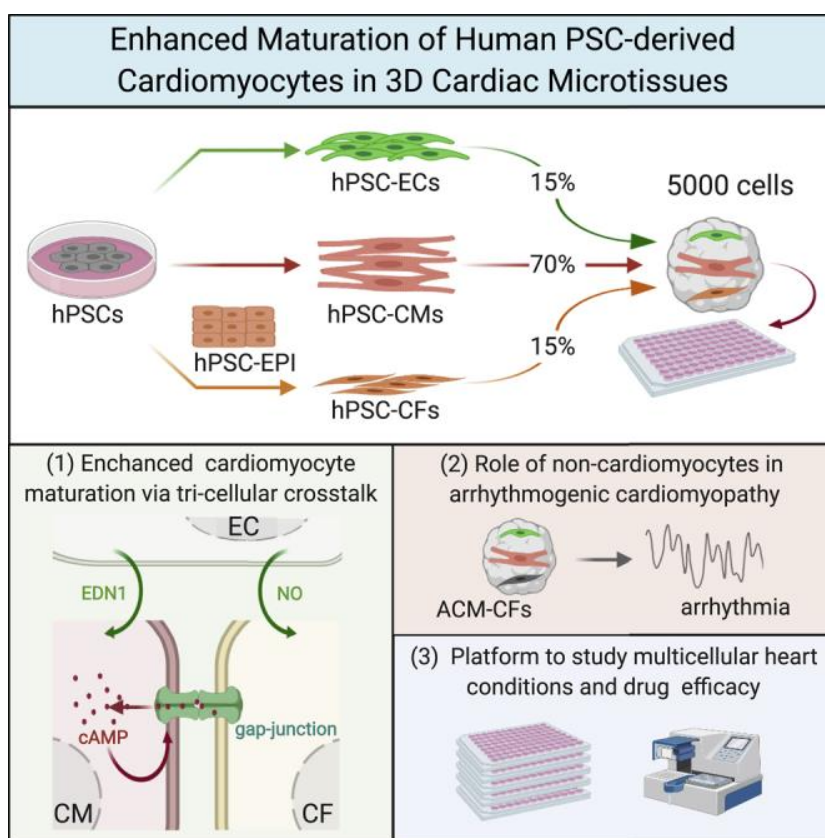 Enhanced Maturation of Human PSC-derived
Cardiomyocytes in 3D Cardiac Microtissues
hPSC-ECs
15%
5000 cells
hPSCs
hPSC-CMs
70%
hPSC-EPI
15%
hPSC-CFs
(1) Enchanced cardiomyocyte
maturation via tri-cellular crosstalk
EC
EDN1
NO
cAMP
gap-junction
CM
CF
(2) Role of non-cardiomyocytes in
arrhythmogenic cardiomyopathy
ACM-CFs
arrhythmia
(3) Platform to study multicellular heart
conditions and drug efficacy